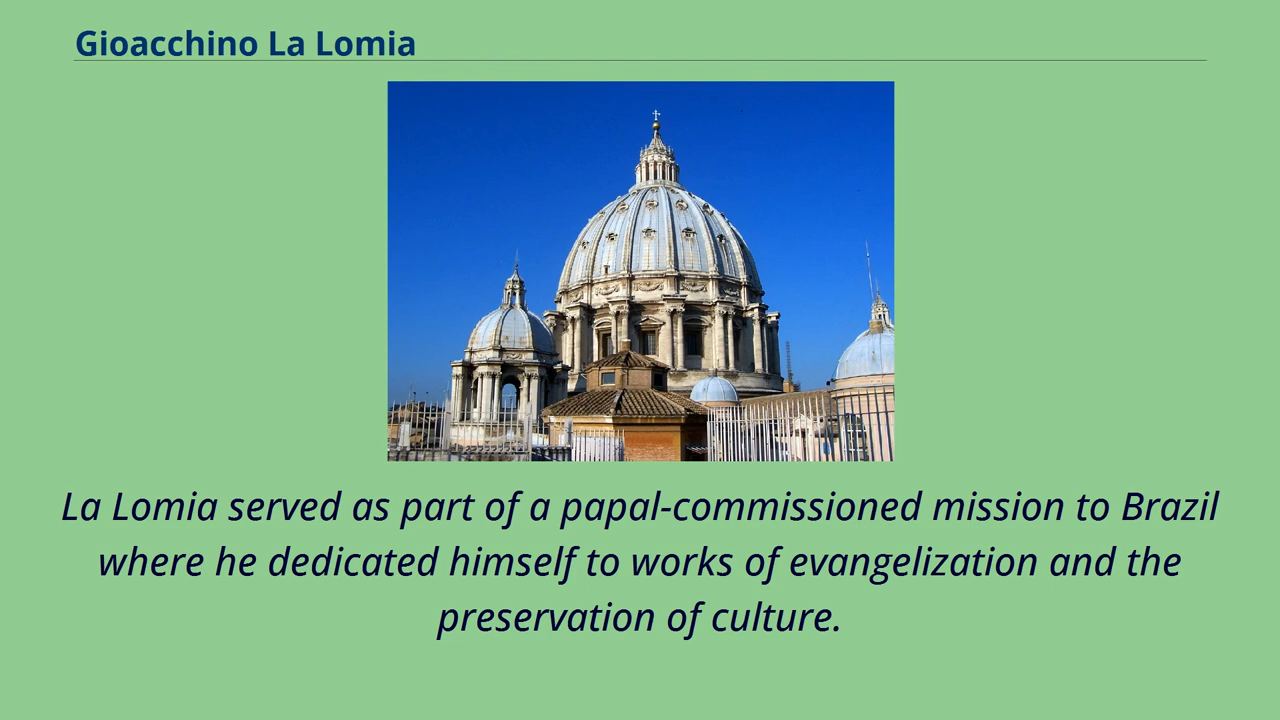 Gioacchino La Lomia
La Lomia served as part of a papal-commissioned mission to Brazil
where he dedicated himself to works of evangelization and the
preservation of culture.